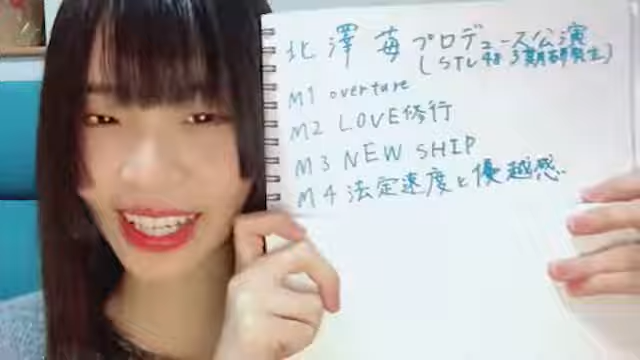 北澤苺プロデュース公演
(STU48 3期研究生)
M1 overture
M2 LOVE修行
M3 NEW SHIP
M4 法定速度と優越感